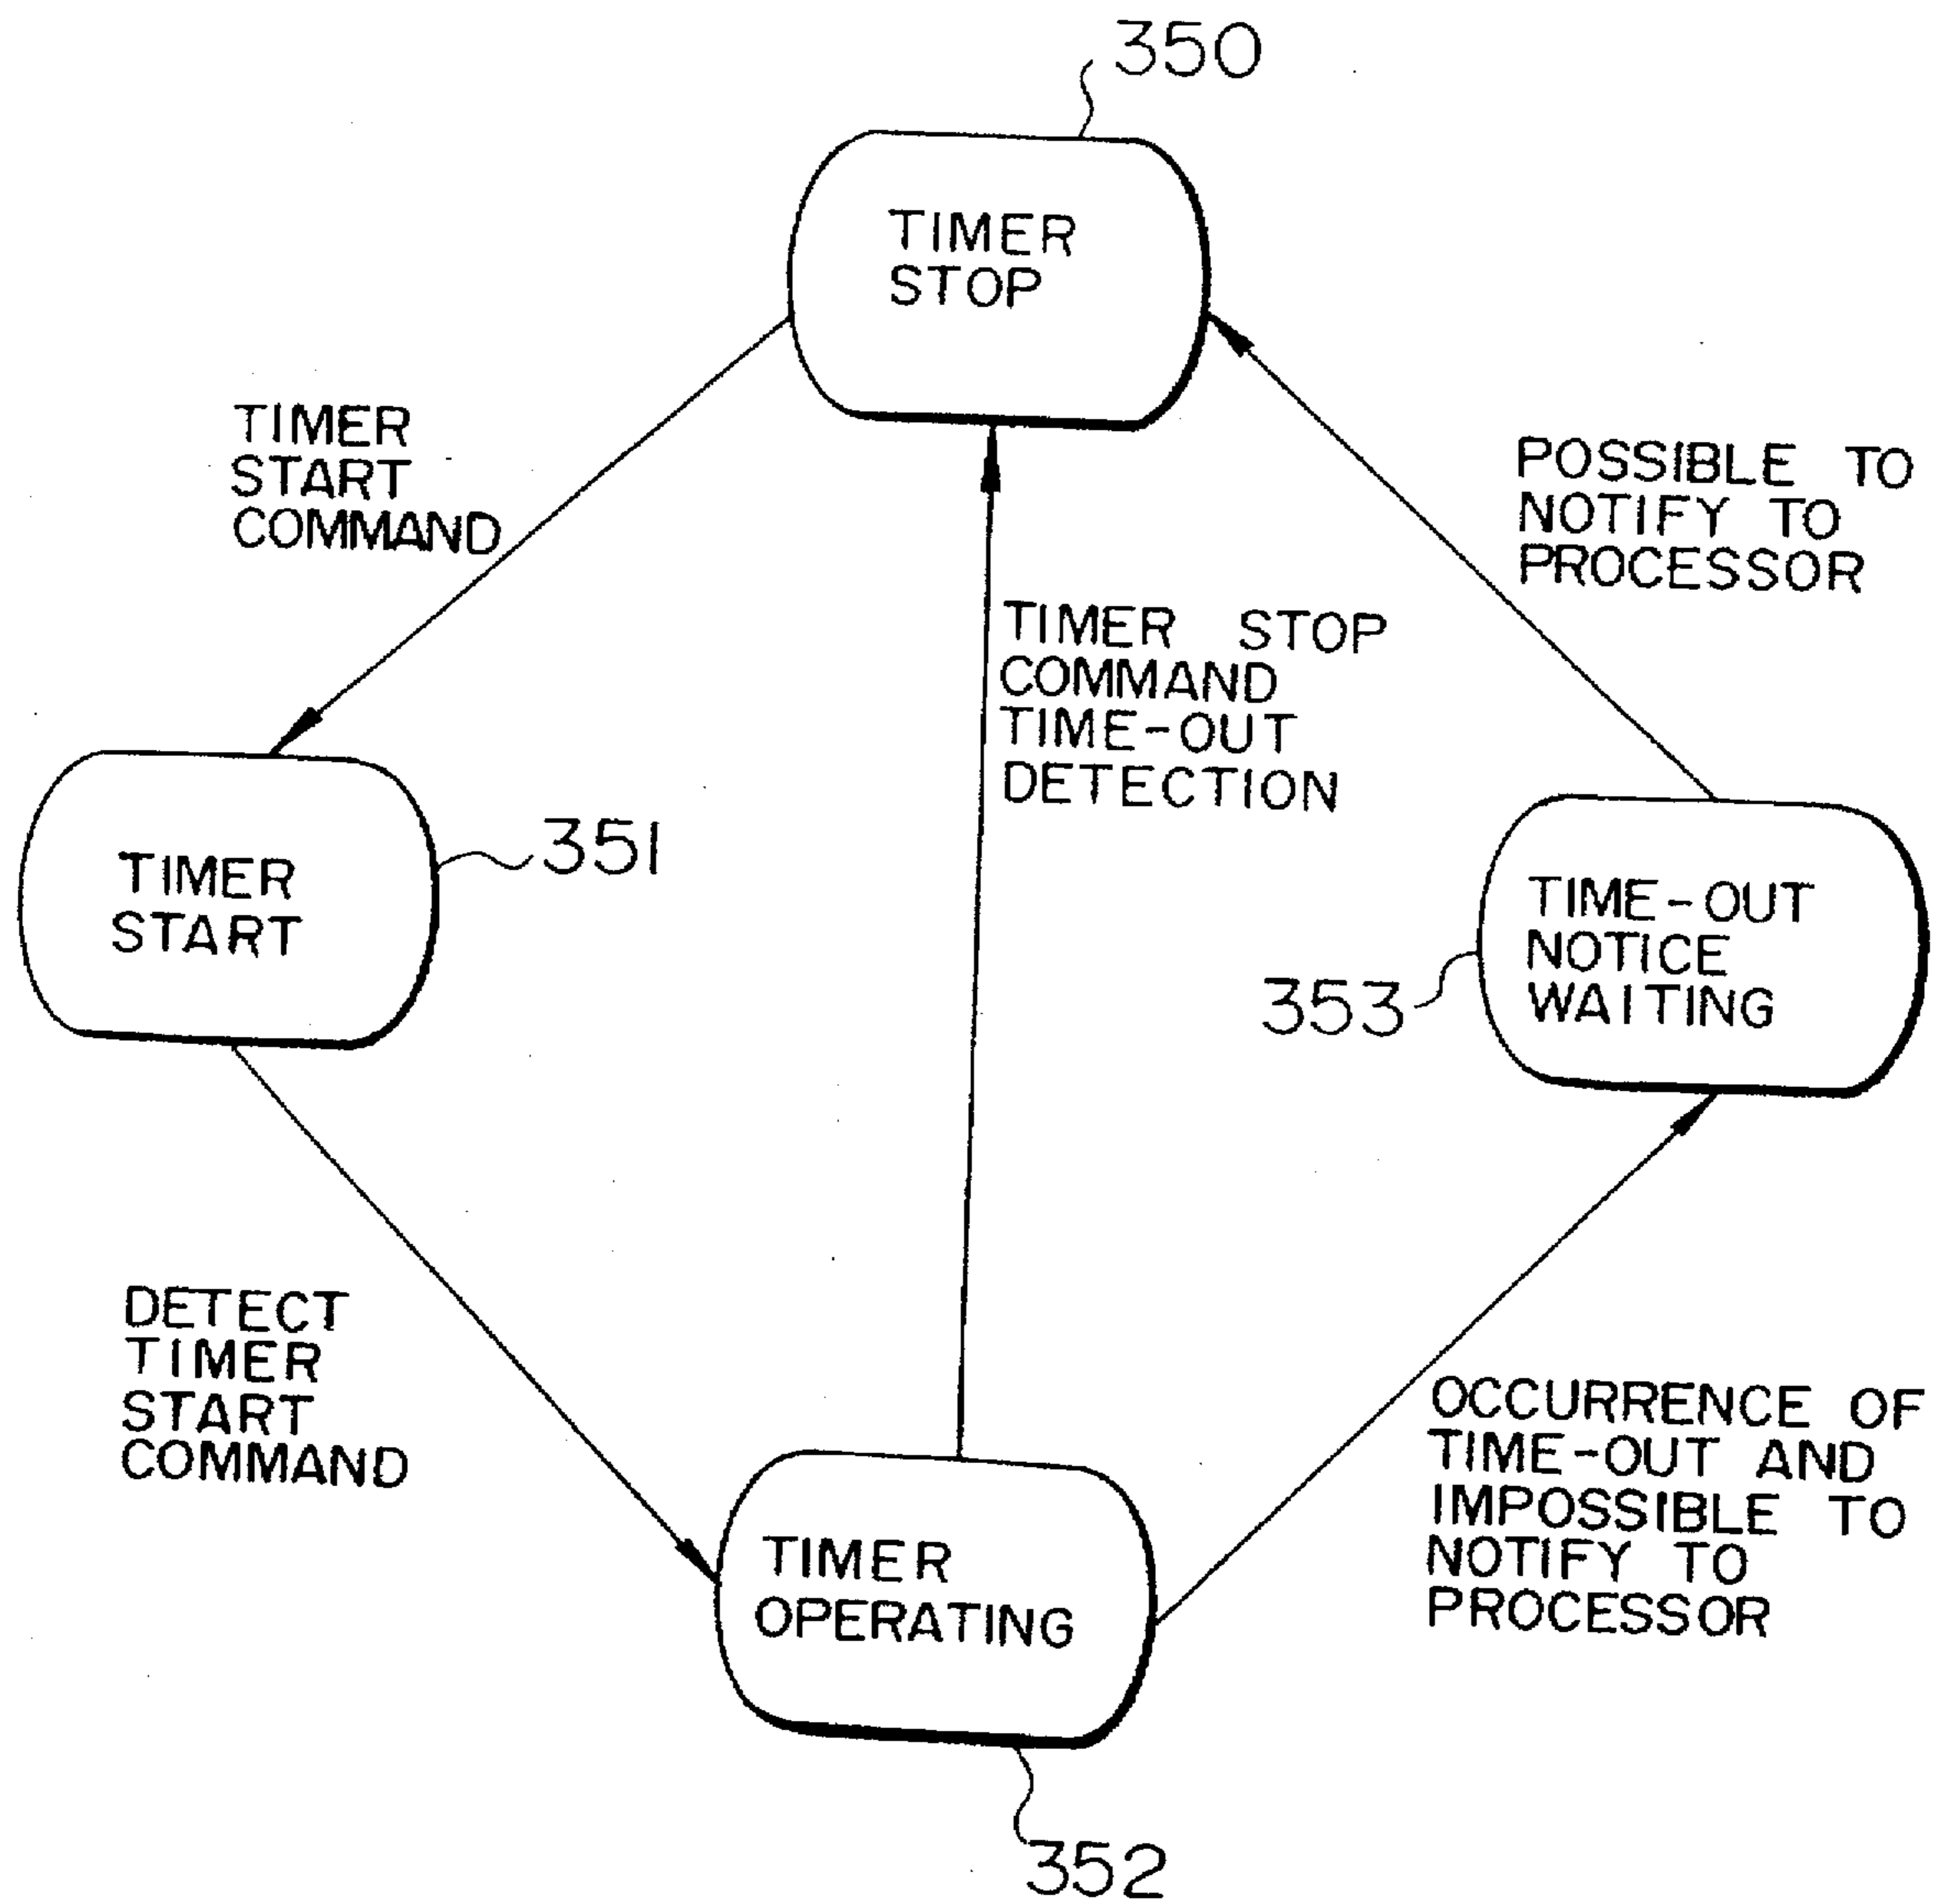 350
TIMER
STOP
TIMER
START
COMMAND
POSSIBLE TO
NOTIFY TO
PROCESSOR
TIMER STOP
COMMAND
TIME-OUT
DETECTION
351
TIMER
START
TIME-OUT
NOTICE
WAITING
353
DETECT
TIMER
START
COMMAND
OCCURRENCE OF
TIME-OUT AND
IMPOSSIBLE TO
NOTIFY TO
PROCESSOR
TIMER
OPERATING
352